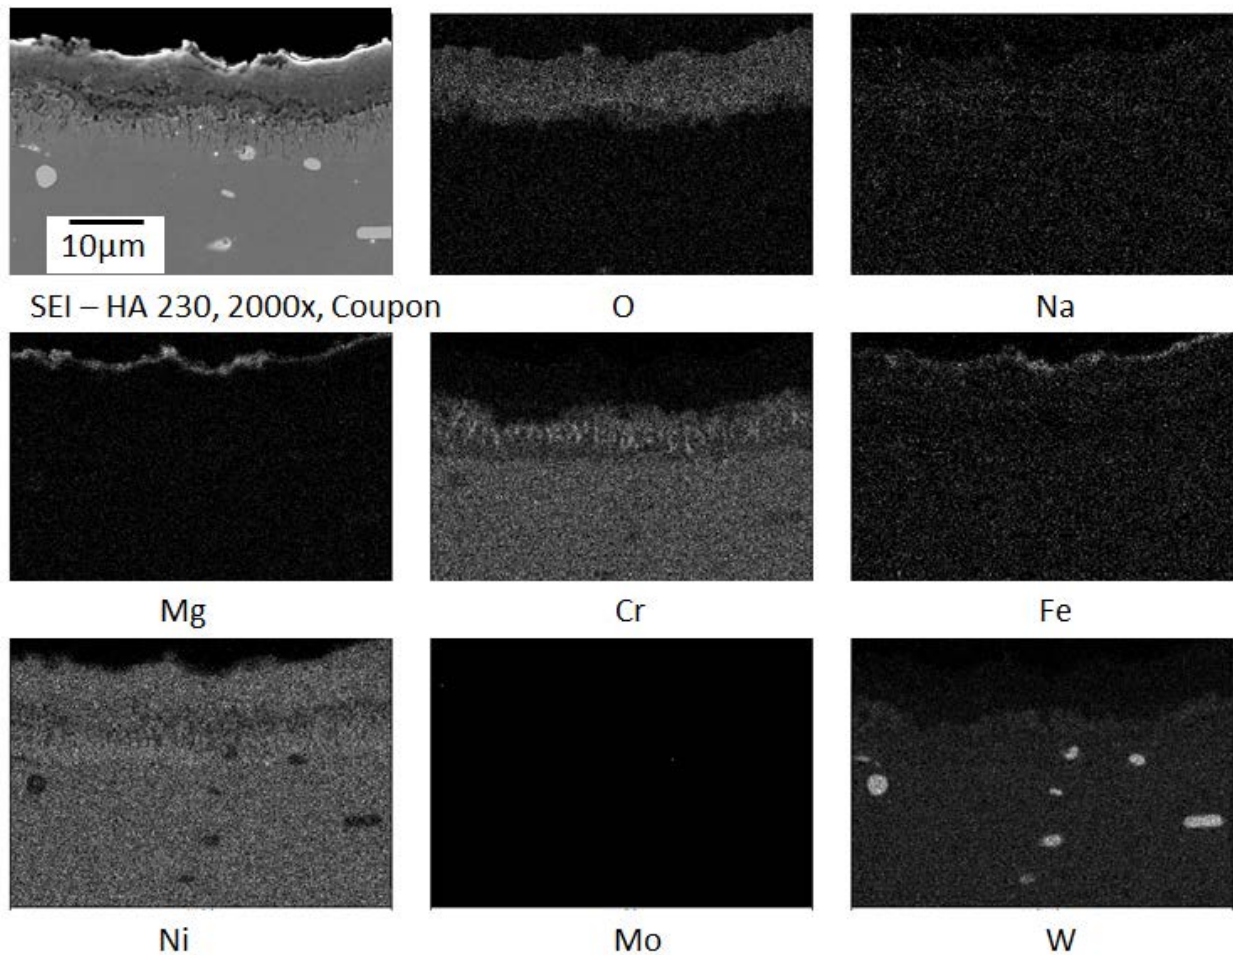 10µm
SEI – HA 230, 2000x, Coupon
O
Na
Mg
Cr
Fe
Ni
Mo
W